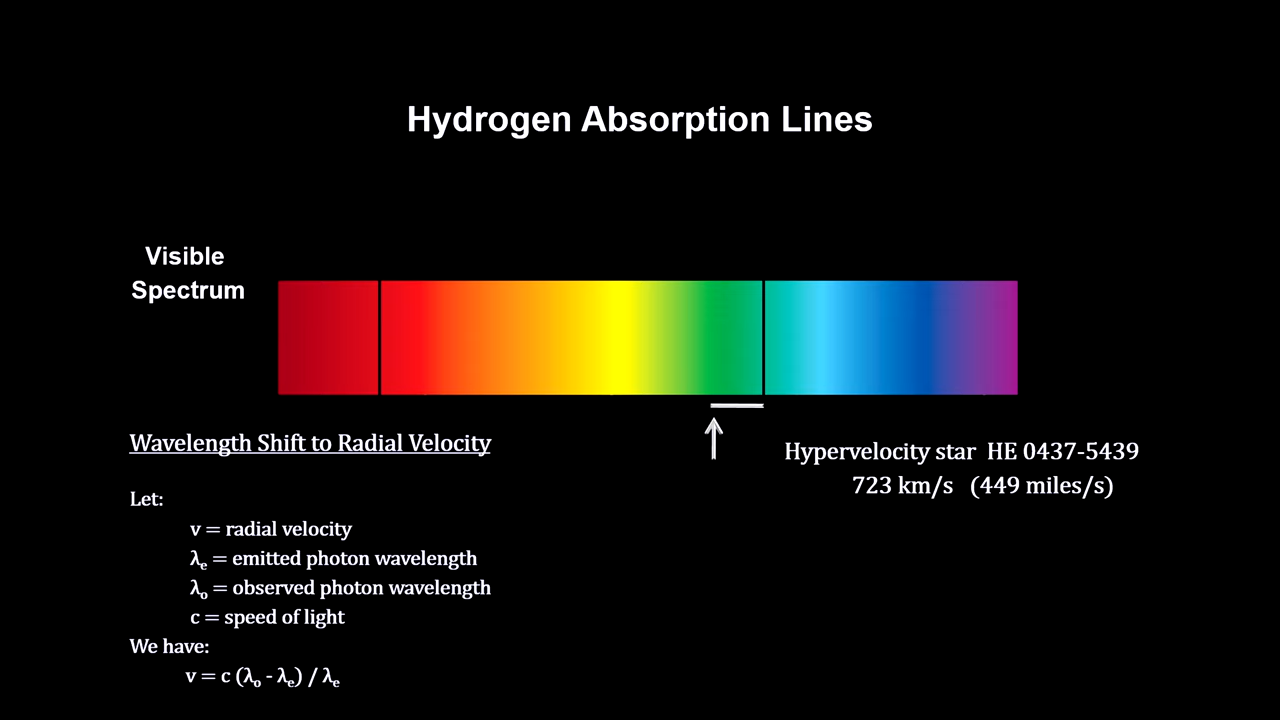 Hydrogen Absorption Lines
Visible
Spectrum
Wavelength Shift to Radial Velocity
Hypervelocity star HE 0437-5439
723 km/s (449 miles/s)
Let:
v = radial velocity
λₑ = emitted photon wavelength
λₒ = observed photon wavelength
c = speed of light
We have:
v = c (λₒ - λₑ) / λₑ